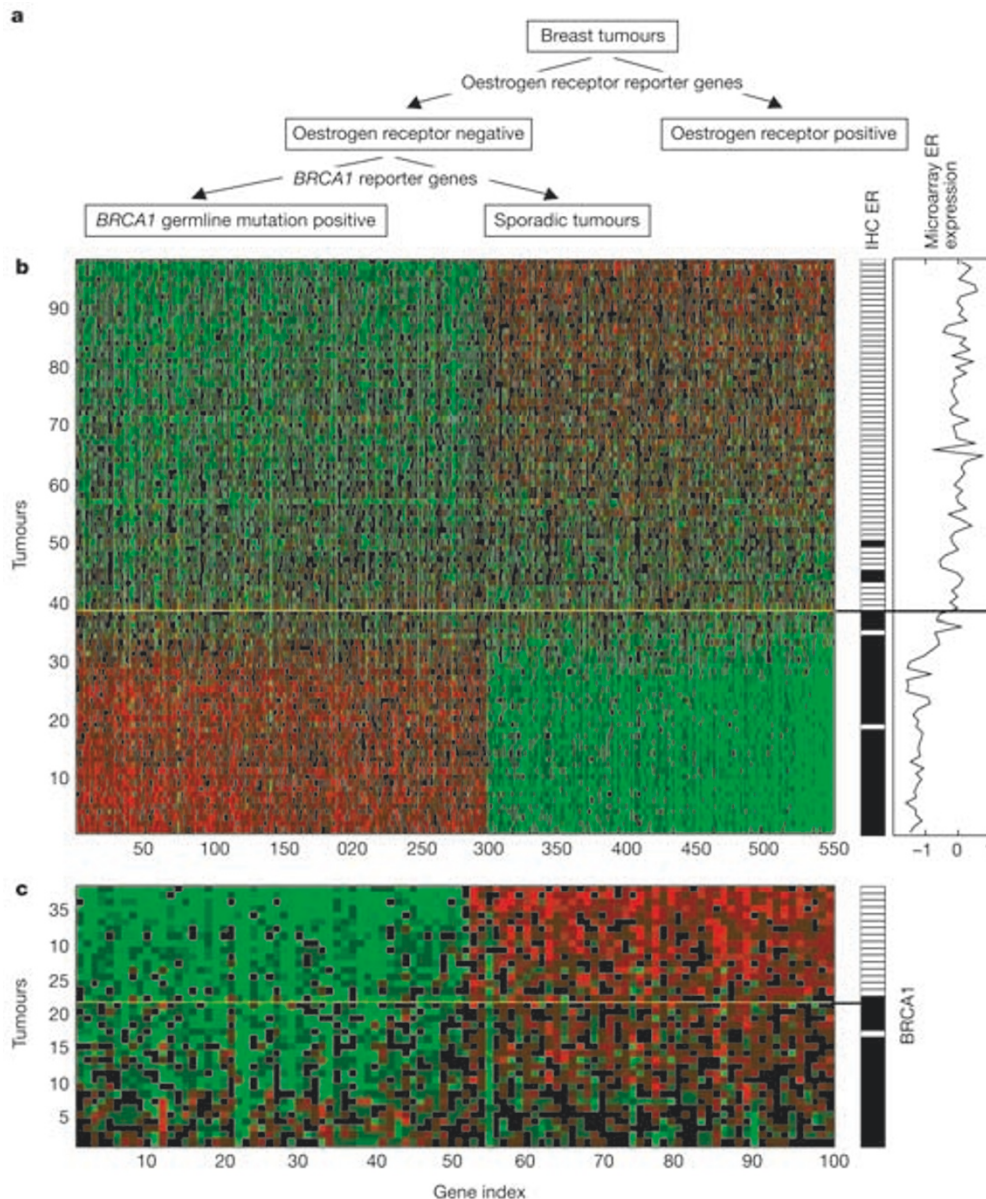 a
Breast tumours
Oestrogen receptor reporter genes
Oestrogen receptor negative
Oestrogen receptor positive
BRCA1 reporter genes
BRCA1 germline mutation positive
Sporadic tumours
IHC ER
Microarray ER
expression
b
90
80
70
60
50
40
30
20
10
Tumours
50 100 150 020 250 300 350 400 450 500 550
−1 0
c
35
10
25
20
15
10
5
Tumours
BRCA1
10 20 30 40 50 60 70 80 90 100
Gene index